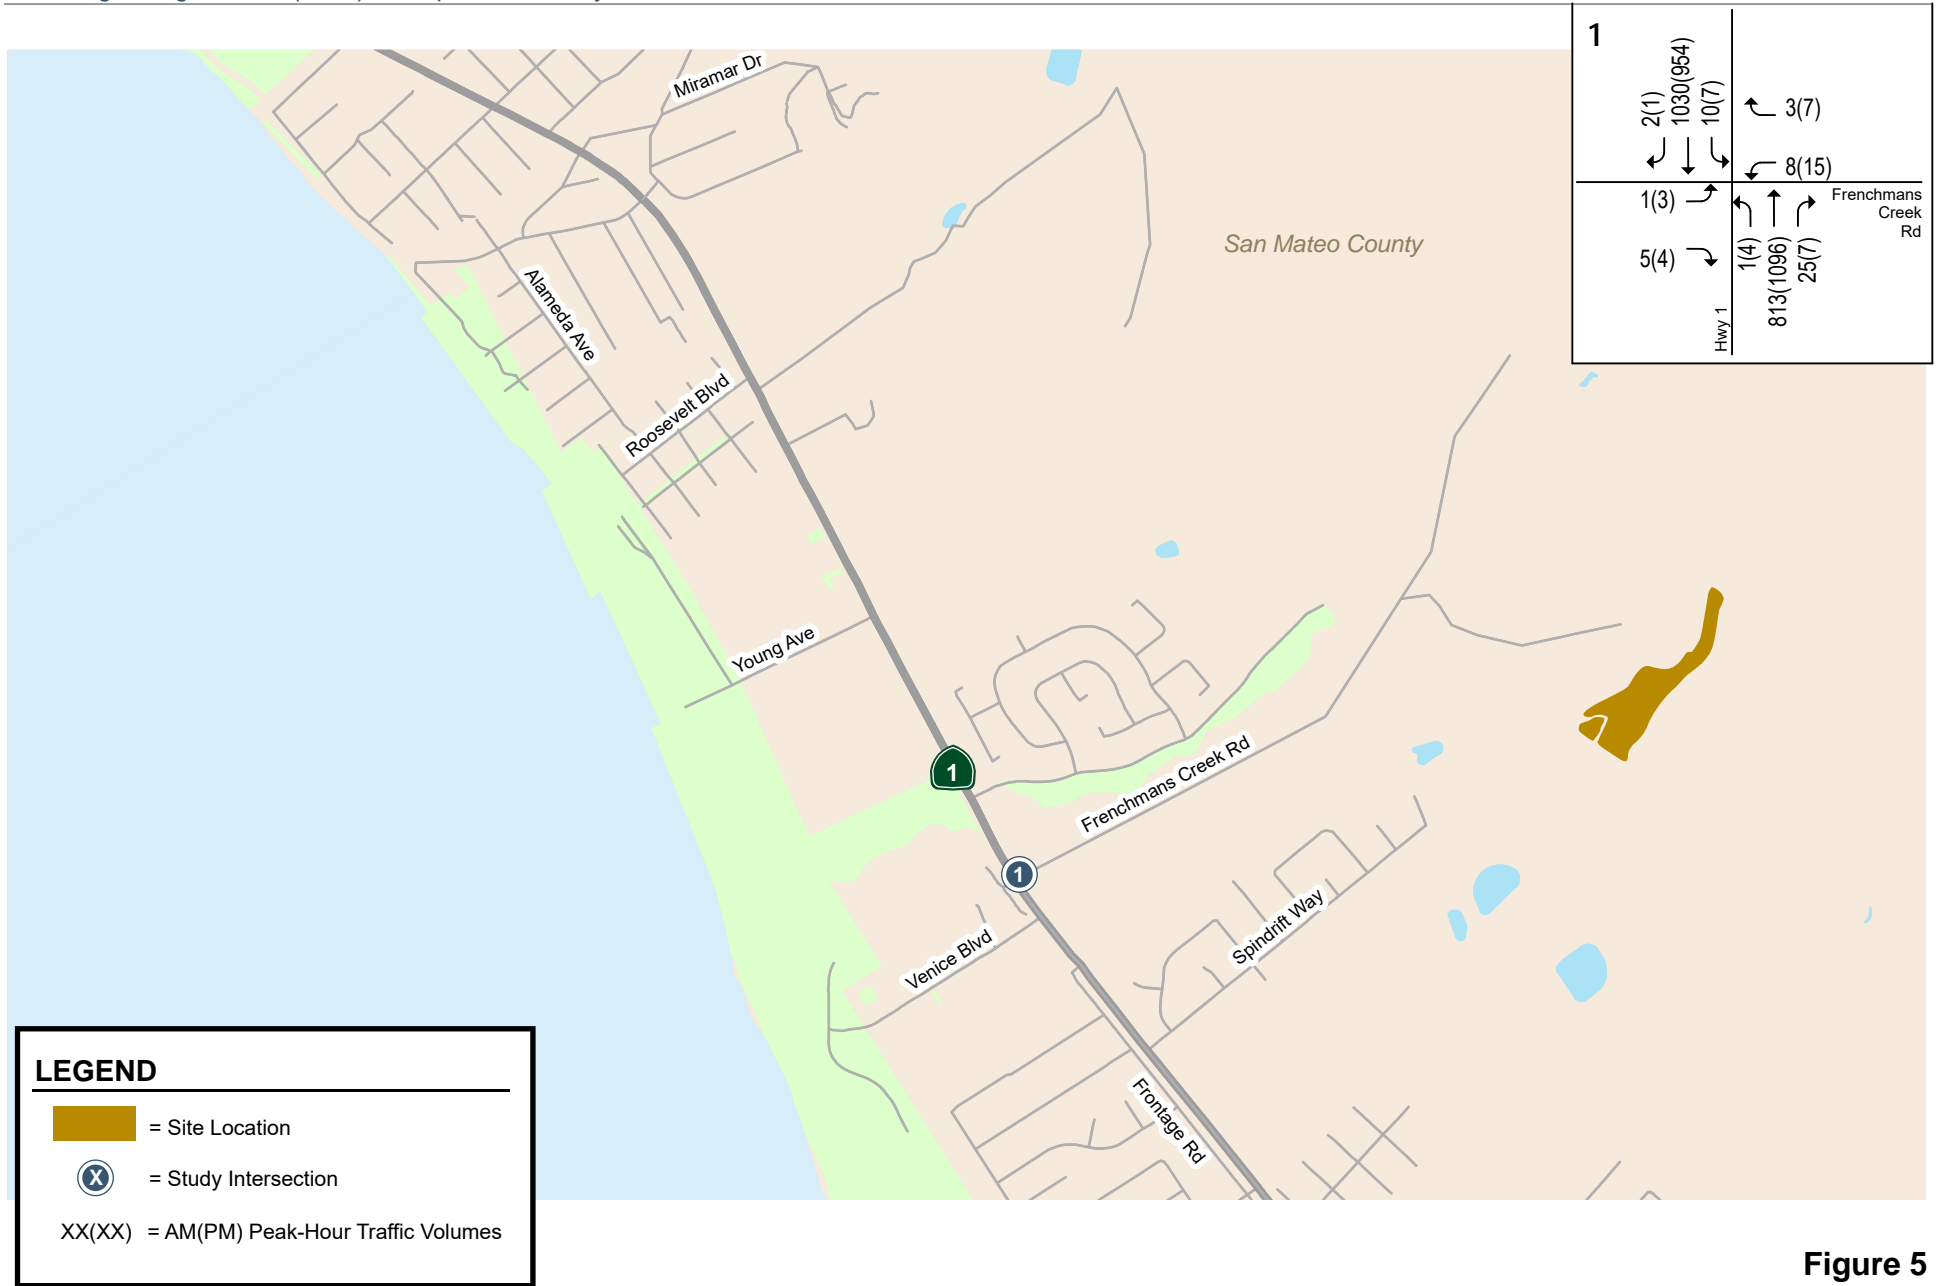 1
2(1)
1030(954)
10(7)
3(7)
8(15)
1(3)
5(4)
1(4)
813(1096)
25(7)
Frenchmans
Creek
Rd
Hwy 1
Miramar Dr
San Mateo County
Alameda Ave
Roosevelt Blvd
Young Ave
1
Frenchmans Creek Rd
1
Spindrift Way
Venice Blvd
Frontage Rd
LEGEND
= Site Location
X = Study Intersection
XX(XX) = AM(PM) Peak-Hour Traffic Volumes
Figure 5